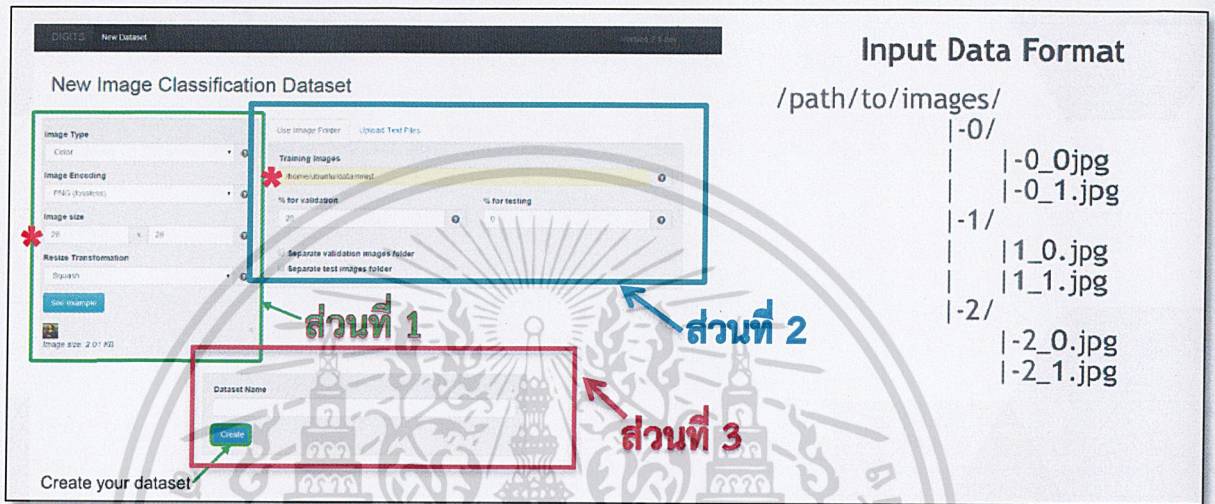 DIGITS New Dataset
New Image Classification Dataset
Image Type
Color
Image Encoding
PNG (lossless)
Image size
28 x 28
Resize Transformation
Squash
See example
Image size: 2.01 KB
Use Image Folder Upload Text Files
Training Images
/home/ubuntu/data/mnist
% for validation % for testing
0
Separate validation images folder
Separate test images folder
ส่วนที่ 1
ส่วนที่ 2
Dataset Name
Create
ส่วนที่ 3
Create your dataset
Input Data Format
/path/to/images/
|-0/
| |-0_0jpg
| |-0_1.jpg
|-1/
| |1_0.jpg
| |1_1.jpg
|-2/
|-2_0.jpg
|-2_1.jpg